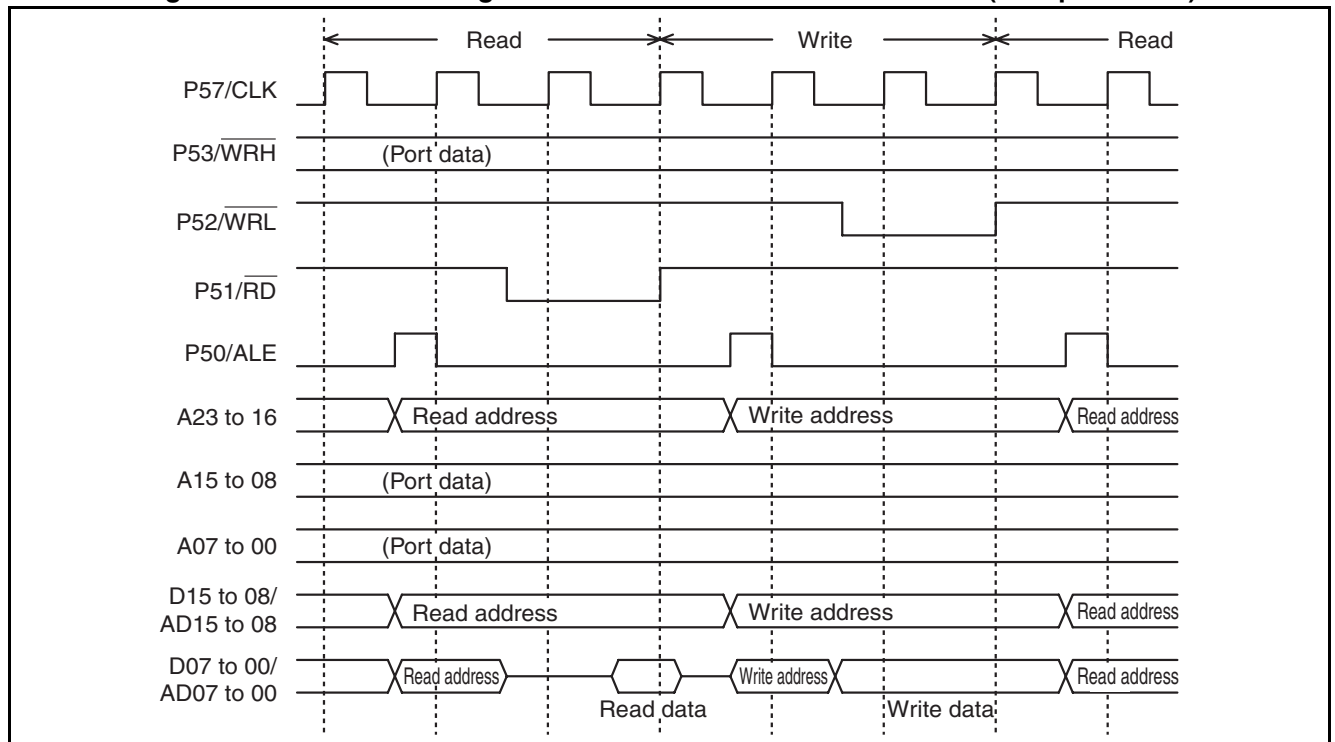 Read Write Read
P57/CLK
P53/WRH (Port data)
P52/WRL
P51/RD
P50/ALE
A23 to 16 Read address Write address Read address
A15 to 08 (Port data)
A07 to 00 (Port data)
D15 to 08/
AD15 to 08 Read address Write address Read address
D07 to 00/
AD07 to 00 Read address Write address Read address
Read data Write data